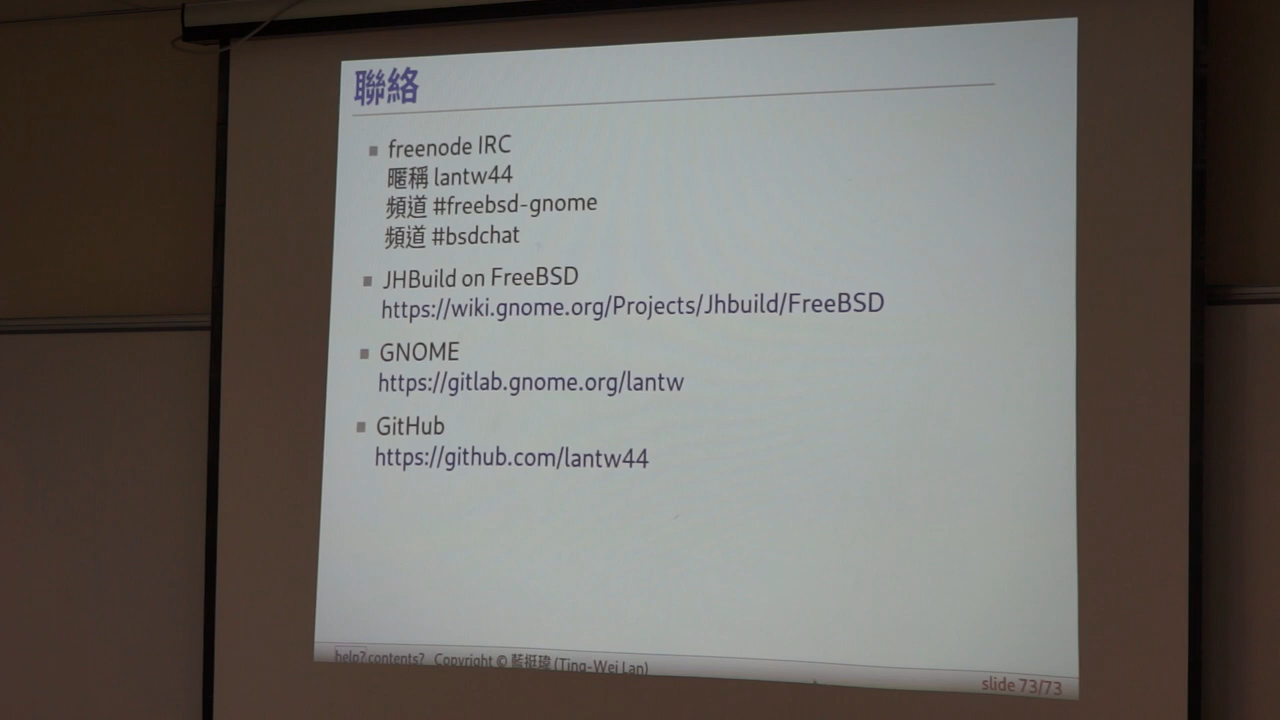 聯絡
freenode IRC
暱稱 lantw44
頻道 #freebsd-gnome
頻道 #bsdchat
JHBuild on FreeBSD
https://wiki.gnome.org/Projects/Jhbuild/FreeBSD
GNOME
https://gitlab.gnome.org/lantw
GitHub
https://github.com/lantw44
help? contents? Copyright © 藍挺瑋 (Ting-Wei Lan)
slide 73/73